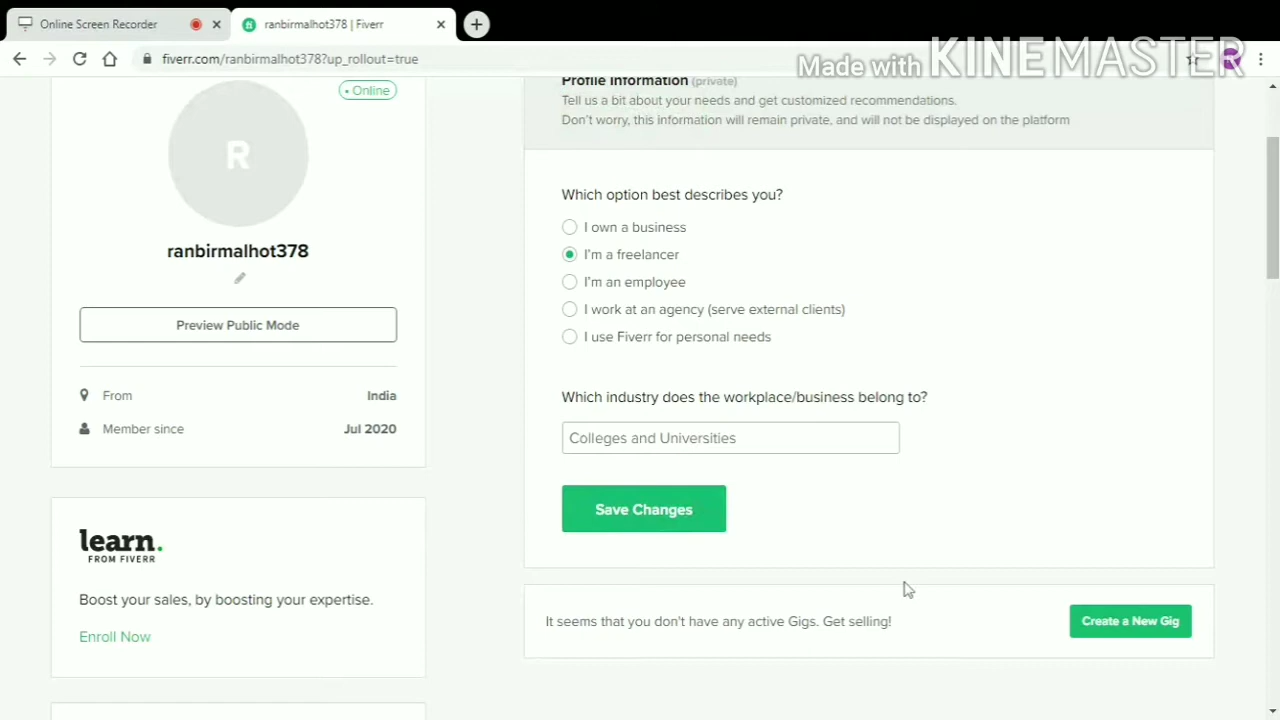 Online Screen Recorder
ranbirmalhot378 | Fiverr
fiverr.com/ranbirmalhot378?up_rollout=true
Made with KINEMASTER
• Online
R
ranbirmalhot378
Preview Public Mode
From India
Member since Jul 2020
learn.
FROM FIVERR
Boost your sales, by boosting your expertise.
Enroll Now
Profile Information (private)
Tell us a bit about your needs and get customized recommendations.
Don't worry, this information will remain private, and will not be displayed on the platform
Which option best describes you?
I own a business
I'm a freelancer
I'm an employee
I work at an agency (serve external clients)
I use Fiverr for personal needs
Which industry does the workplace/business belong to?
Colleges and Universities
Save Changes
It seems that you don't have any active Gigs. Get selling!
Create a New Gig